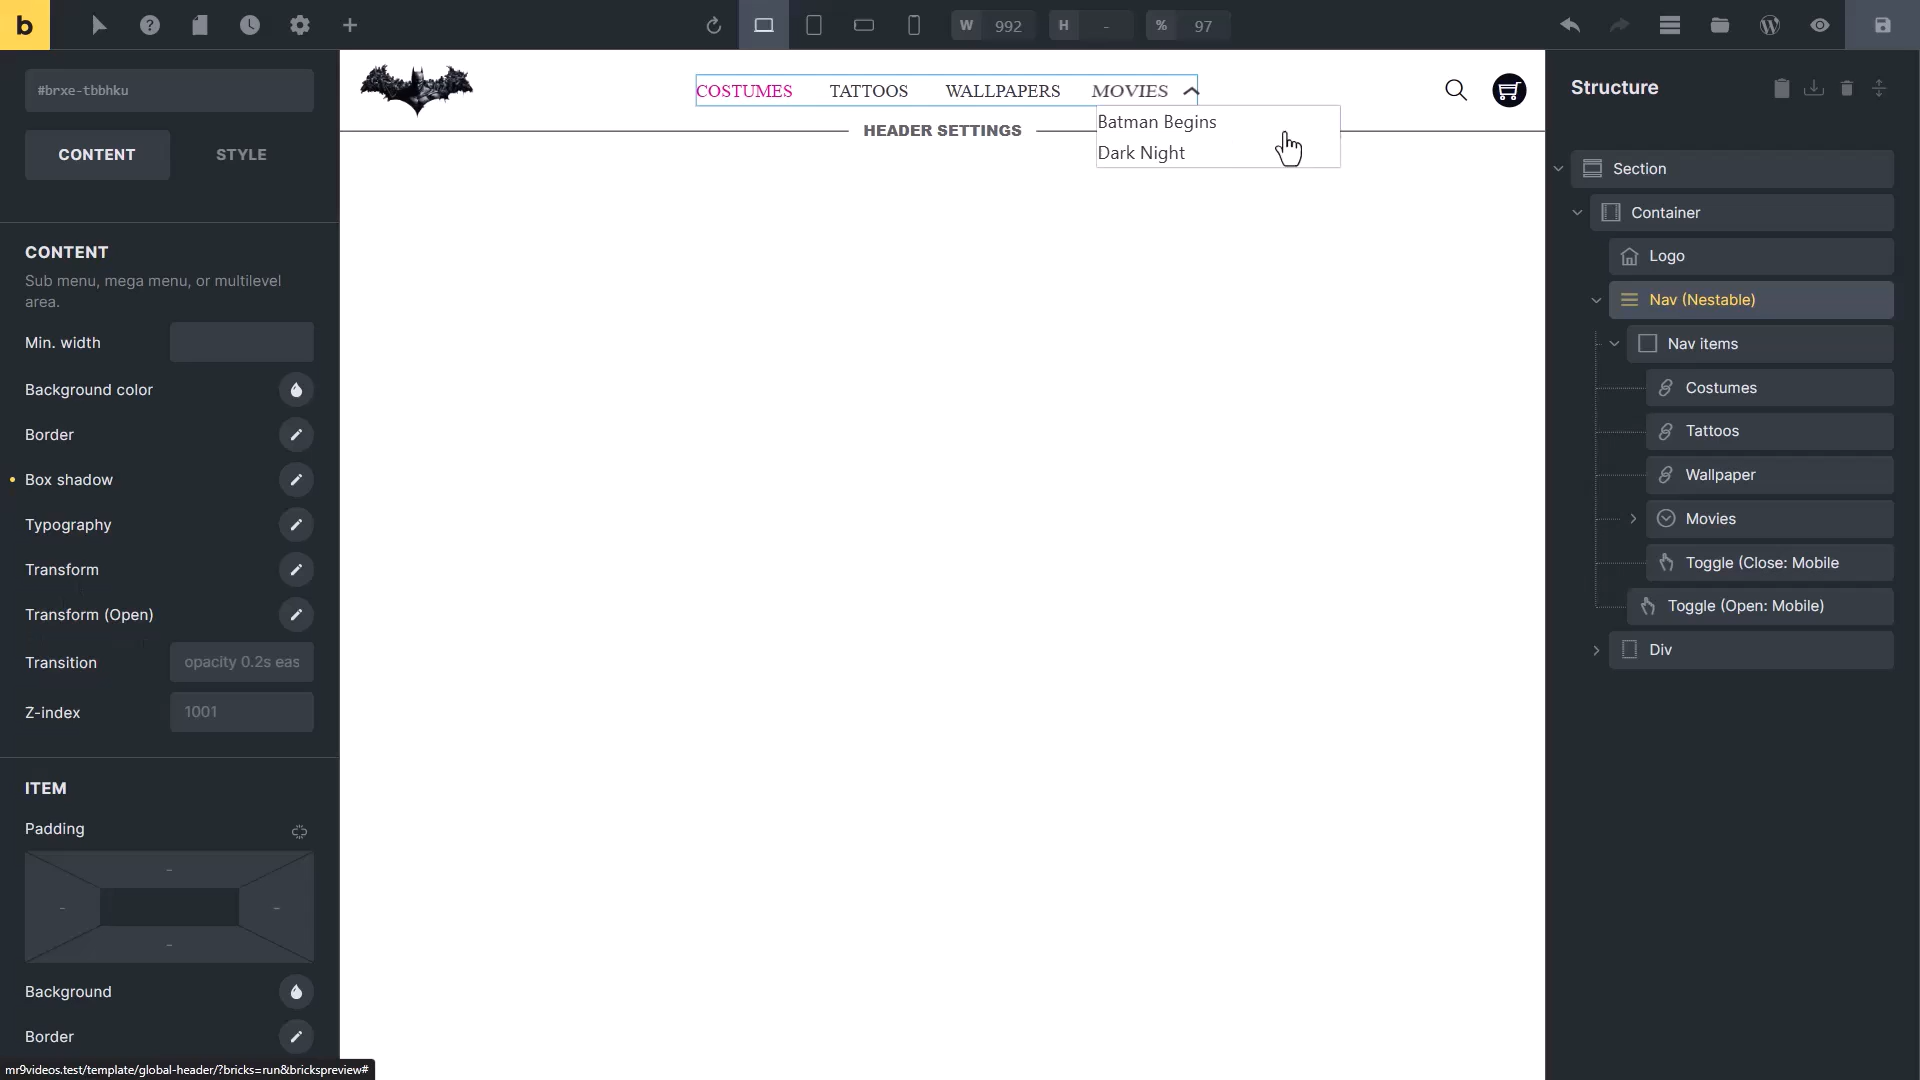 b
W 992 H - % 97
#brxe-tbbhku
CONTENT STYLE
CONTENT
Sub menu, mega menu, or multilevel
area.
Min. width
Background color
Border
Box shadow
Typography
Transform
Transform (Open)
Transition opacity 0.2s eas
Z-index 1001
ITEM
Padding
-
- -
-
Background
Border
mr9videos.test/template/global-header/?bricks=run&brickspreview#
COSTUMES TATTOOS WALLPAPERS MOVIES
HEADER SETTINGS
Batman Begins
Dark Night
Structure
Section
Container
Logo
Nav (Nestable)
Nav items
Costumes
Tattoos
Wallpaper
Movies
Toggle (Close: Mobile
Toggle (Open: Mobile)
Div